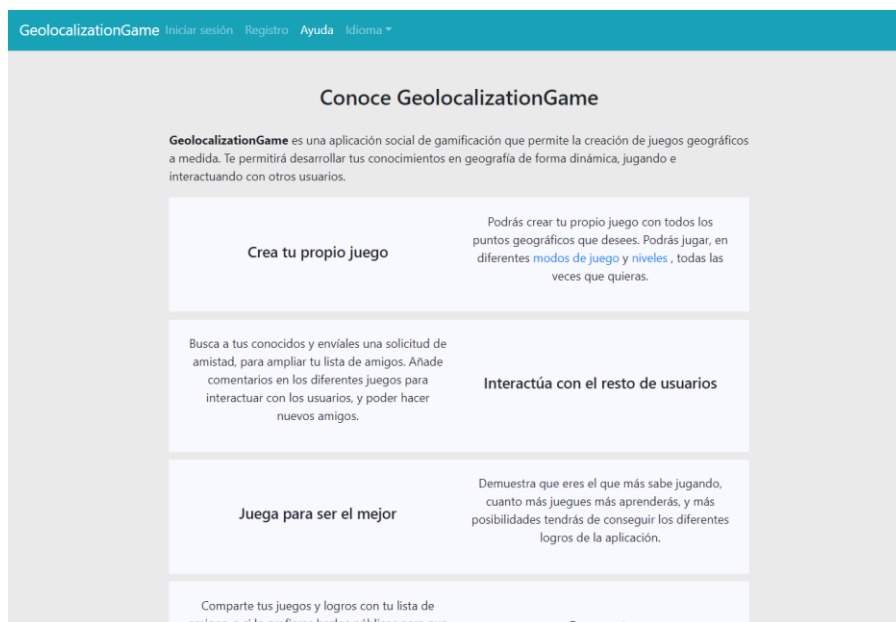 GeolocalizationGame Iniciar sesión Registro Ayuda Idioma
Conoce GeolocalizationGame
GeolocalizationGame es una aplicación social de gamificación que permite la creación de juegos geográficos
a medida. Te permitirá desarrollar tus conocimientos en geografía de forma dinámica, jugando e
interactuando con otros usuarios.
Crea tu propio juego
Podrás crear tu propio juego con todos los
puntos geográficos que desees. Podrás jugar, en
diferentes modos de juego y niveles , todas las
veces que quieras.
Busca a tus conocidos y envíales una solicitud de
amistad, para ampliar tu lista de amigos. Añade
comentarios en los diferentes juegos para
interactuar con los usuarios, y poder hacer
nuevos amigos.
Interactúa con el resto de usuarios
Juega para ser el mejor
Demuestra que eres el que más sabe jugando,
cuanto más juegues más aprenderás, y más
posibilidades tendrás de conseguir los diferentes
logros de la aplicación.
Comparte tus juegos y logros con tu lista de